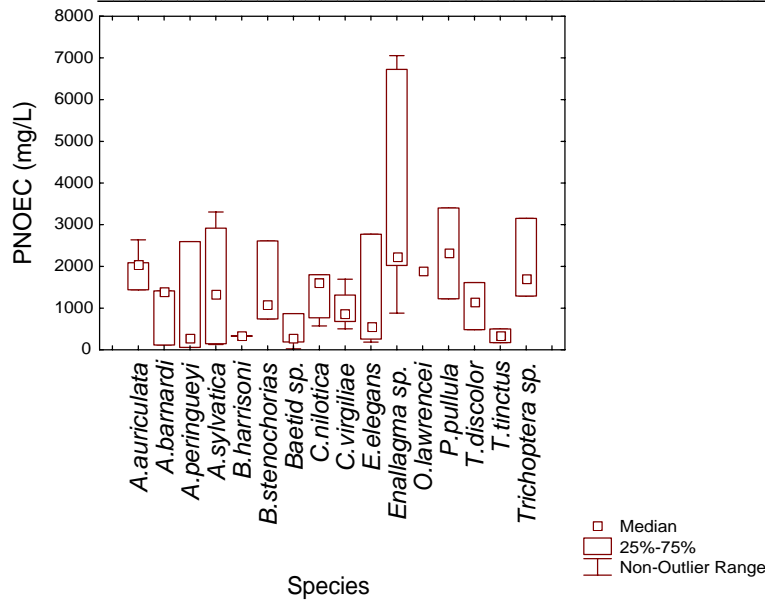 8000
7000
6000
5000
4000
3000
2000
1000
0
PNOEC (mg/L)
A.auriculata
A.barnardi
A.peringueyi
A.sylvatica
B.harrisoni
B.stenochorias
Baetid sp.
C.nilotica
C.virgiliae
E.elegans
Enallagma sp.
O.lawrencei
P.pullula
T.discolor
T.tinctus
Trichoptera sp.
Species
Median
25%-75%
Non-Outlier Range